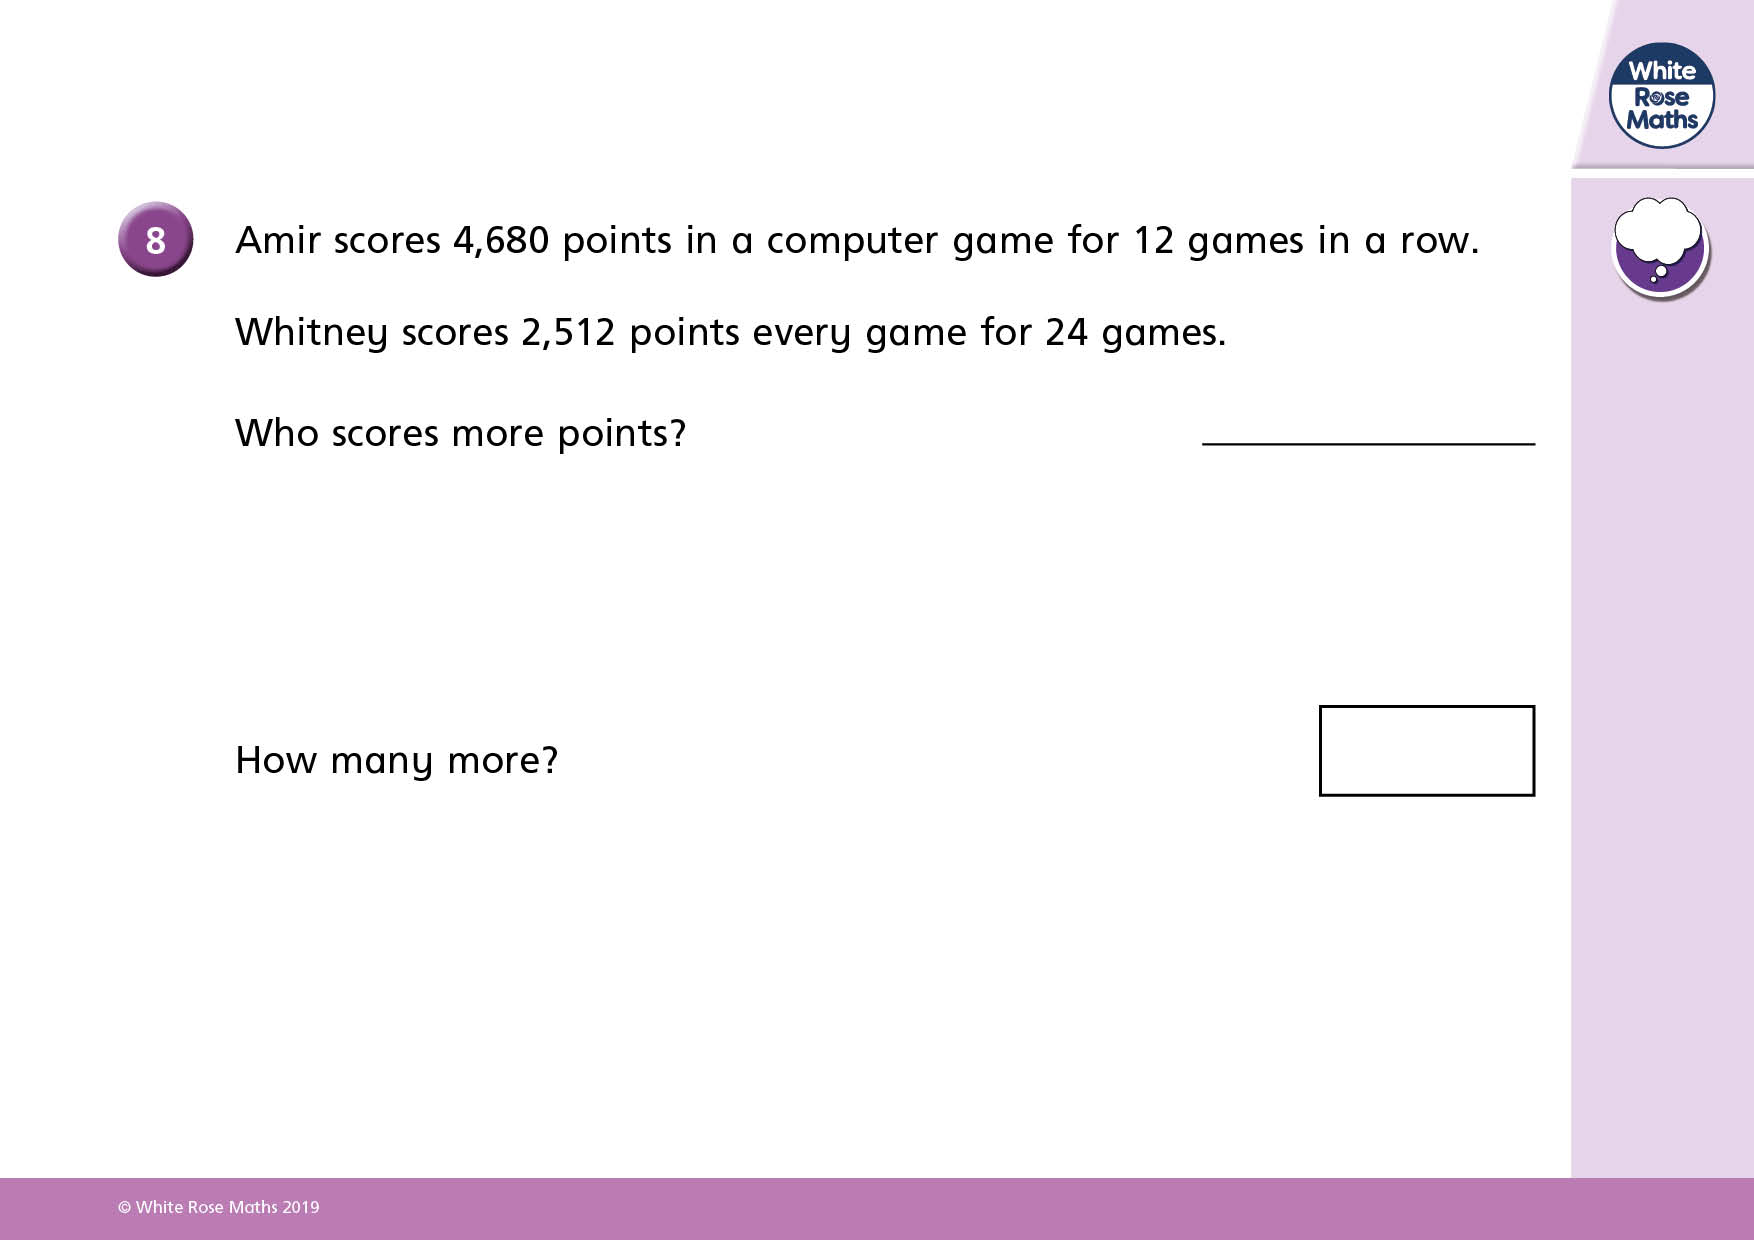 White
Rose
Maths
8 Amir scores 4,680 points in a computer game for 12 games in a row.
Whitney scores 2,512 points every game for 24 games.
Who scores more points?
How many more?
© White Rose Maths 2019